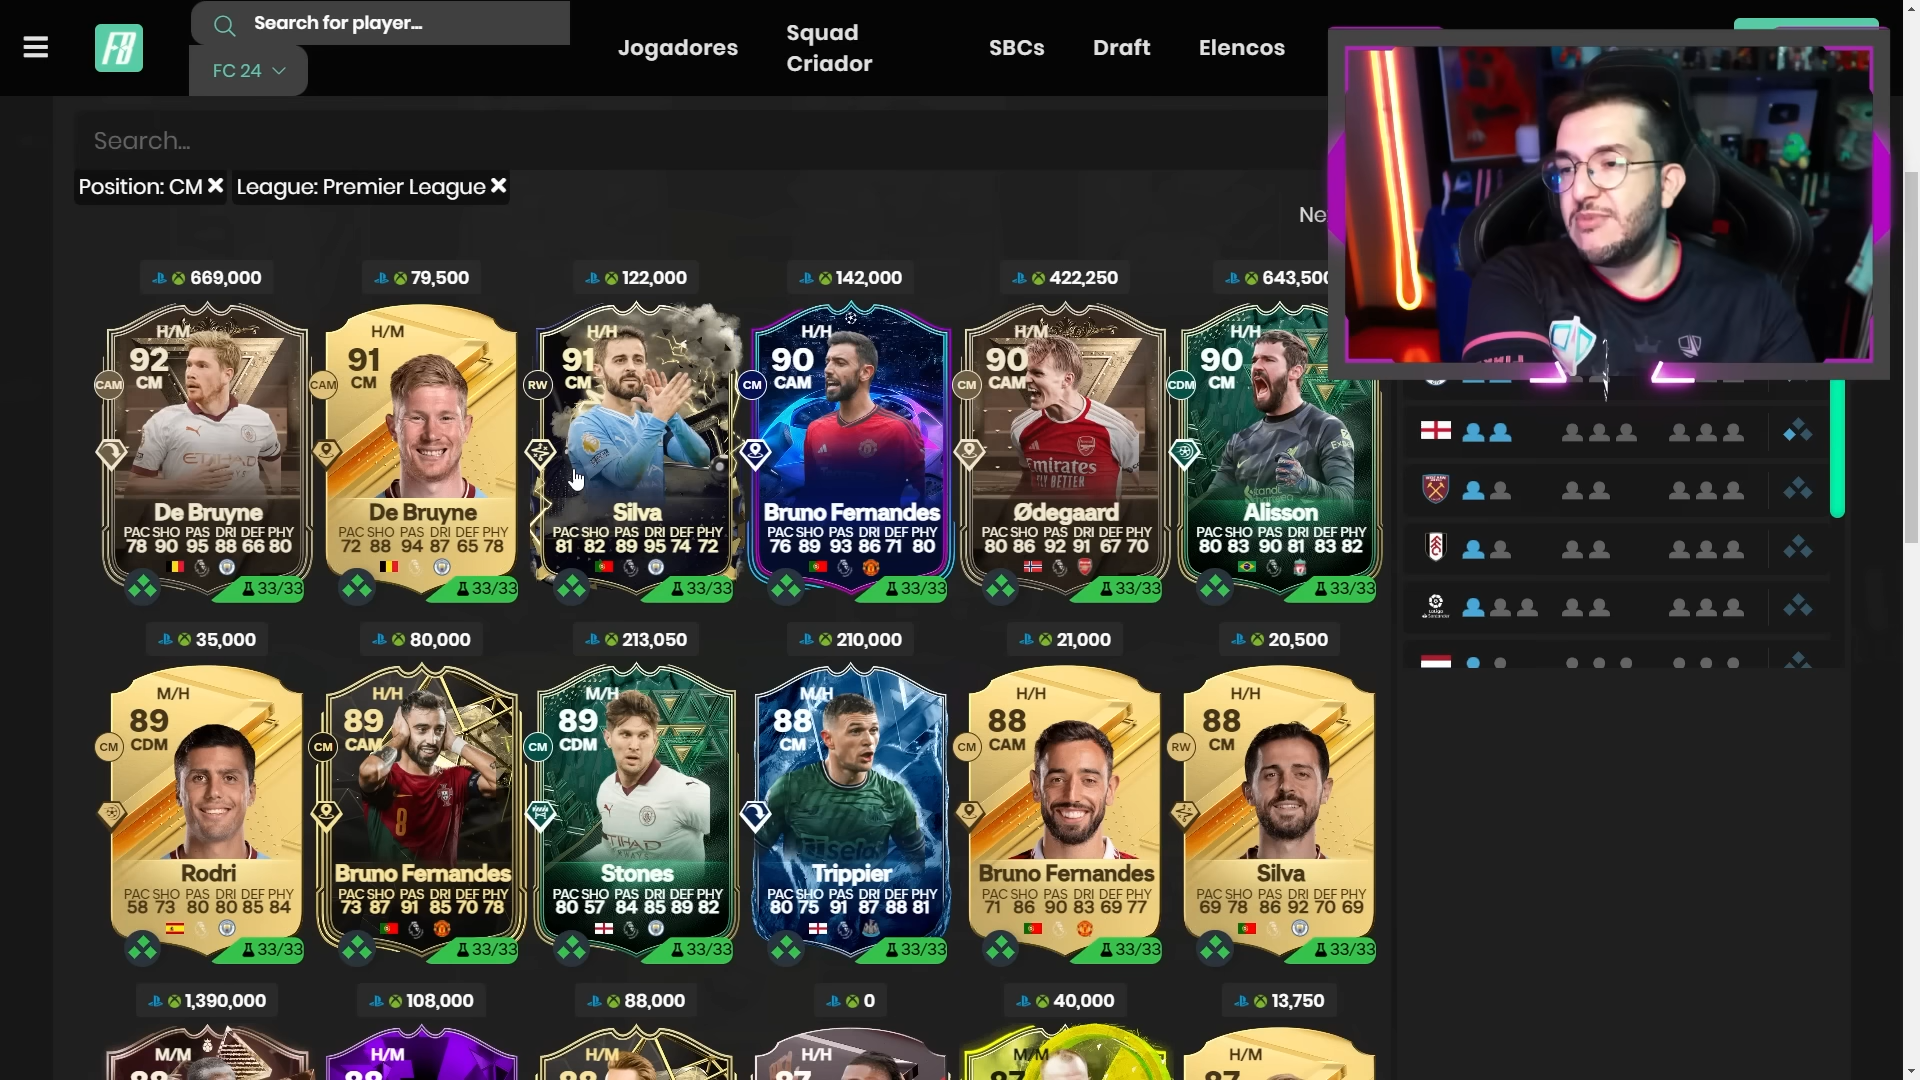 FB
Search for player...
FC 24
Jogadores
Squad
Criador
SBCs
Draft
Elencos
Search...
Position: CM
League: Premier League
Ne
669,000
79,500
122,000
142,000
422,250
643,500
H/M
92
CM
CAM
De Bruyne
PAC SHO PAS DRI DEF PHY
78 90 95 88 66 80
33/33
H/M
91
CM
CAM
De Bruyne
PAC SHO PAS DRI DEF PHY
72 88 94 87 65 78
33/33
H/H
91
CM
RW
Silva
PAC SHO PAS DRI DEF PHY
81 82 89 95 74 72
33/33
H/H
90
CAM
CM
Bruno Fernandes
PAC SHO PAS DRI DEF PHY
76 89 93 86 71 80
33/33
H/M
90
CAM
CM
Emirates
FLY BETTER
Ødegaard
PAC SHO PAS DRI DEF PHY
80 86 92 91 67 70
33/33
H/H
90
CM
CDM
Alisson
PAC SHO PAS DRI DEF PHY
80 83 90 81 83 82
33/33
35,000
80,000
213,050
210,000
21,000
20,500
M/H
89
CDM
CM
Rodri
PAC SHO PAS DRI DEF PHY
58 73 80 80 85 84
33/33
H/H
89
CAM
CM
8
Bruno Fernandes
PAC SHO PAS DRI DEF PHY
73 87 91 85 70 78
33/33
M/H
89
CDM
CM
Stones
PAC SHO PAS DRI DEF PHY
80 57 84 85 89 82
33/33
M/H
88
CM
Trippier
PAC SHO PAS DRI DEF PHY
80 75 91 87 88 81
33/33
H/H
88
CAM
CM
Bruno Fernandes
PAC SHO PAS DRI DEF PHY
71 86 90 83 69 77
33/33
H/H
88
CM
RW
Silva
PAC SHO PAS DRI DEF PHY
69 78 86 92 70 69
33/33
1,390,000
108,000
88,000
0
40,000
13,750
M/M
88
H/M
88
H/M
88
H/H
87
M/M
87
H/M
87